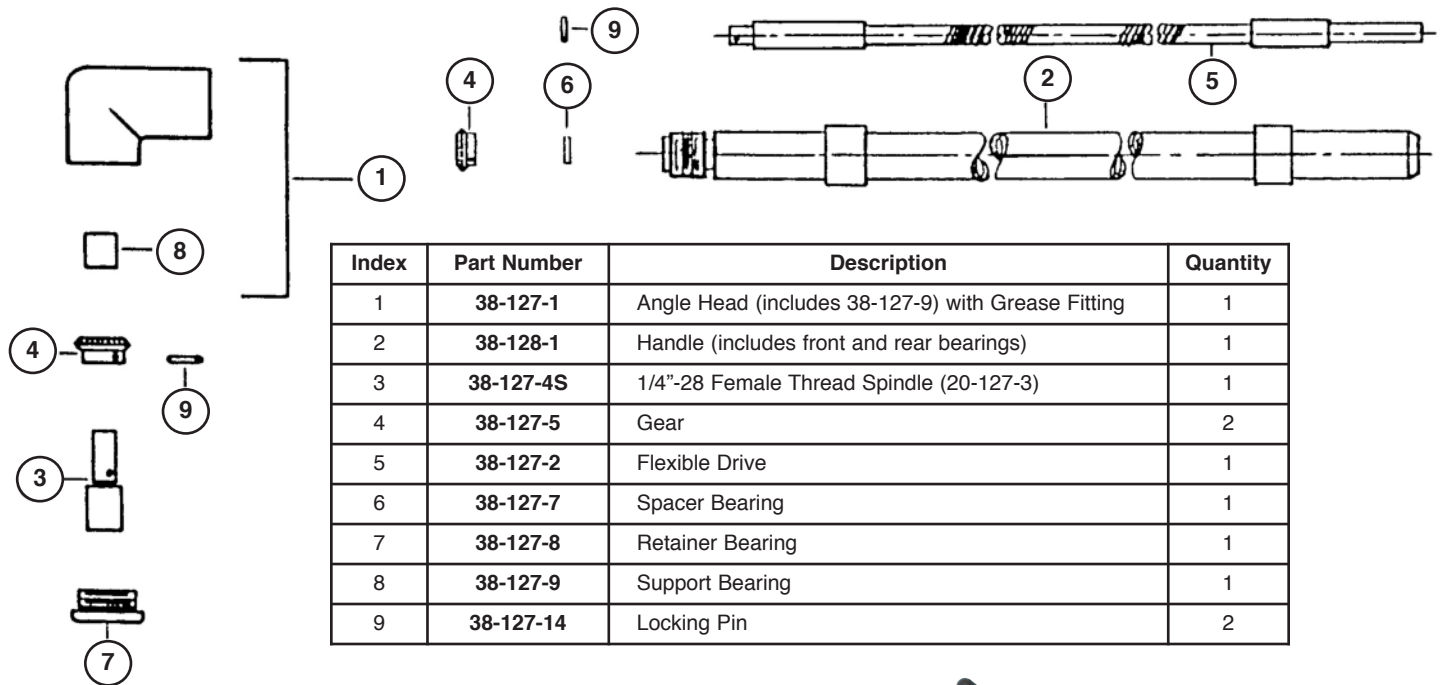 9
4
6
2
5
1
8
4
9
3
7
Index Part Number Description Quantity
1 38-127-1 Angle Head (includes 38-127-9) with Grease Fitting 1
2 38-128-1 Handle (includes front and rear bearings) 1
3 38-127-4S 1/4”-28 Female Thread Spindle (20-127-3) 1
4 38-127-5 Gear 2
5 38-127-2 Flexible Drive 1
6 38-127-7 Spacer Bearing 1
7 38-127-8 Retainer Bearing 1
8 38-127-9 Support Bearing 1
9 38-127-14 Locking Pin 2